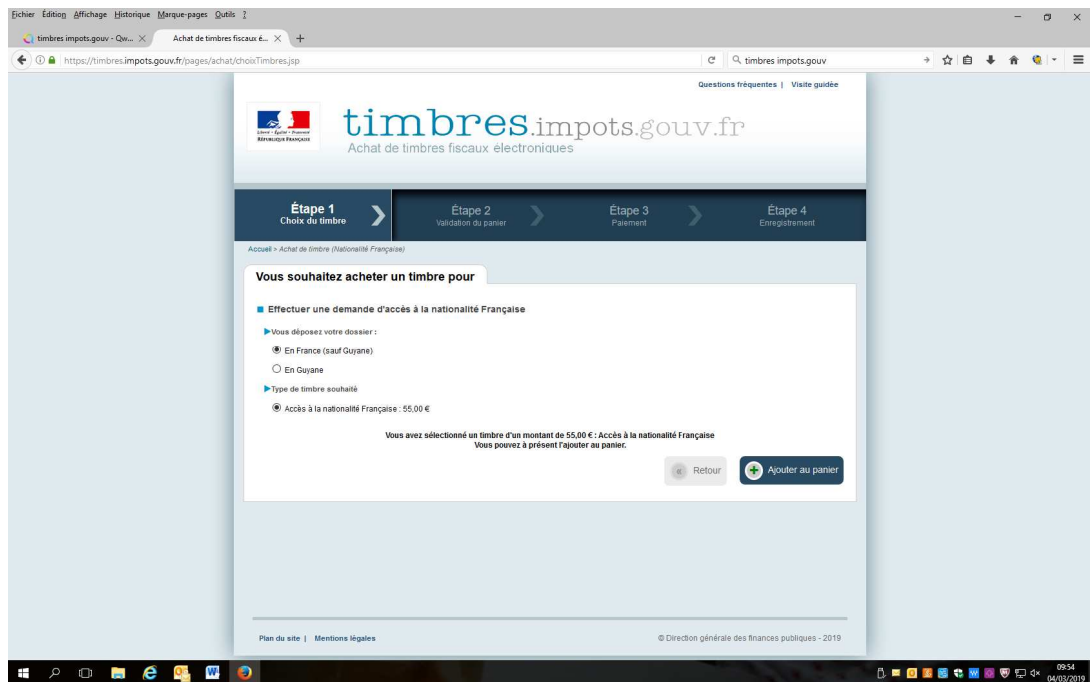 Fichier Édition Affichage Historique Marque-pages Outils ?
timbres impots.gouv - Qw... Achat de timbres fiscaux é...
https://timbres.impots.gouv.fr/pages/achat/choixTimbres.jsp timbres impots.gouv
Questions fréquentes | Visite guidée
Liberté • Égalité • Fraternité
RÉPUBLIQUE FRANÇAISE
timbres.impots.gouv.fr
Achat de timbres fiscaux électroniques
Étape 1 Étape 2 Étape 3 Étape 4
Choix du timbre Validation du panier Paiement Enregistrement
Accueil > Achat de timbre (Nationalité Française)
Vous souhaitez acheter un timbre pour
Effectuer une demande d'accès à la nationalité Française
Vous déposez votre dossier :
En France (sauf Guyane)
En Guyane
Type de timbre souhaité
Accès à la nationalité Française : 55,00 €
Vous avez sélectionné un timbre d'un montant de 55,00 € : Accès à la nationalité Française
Vous pouvez à présent l'ajouter au panier.
Retour Ajouter au panier
Plan du site | Mentions légales © Direction générale des finances publiques - 2019
09:54
04/03/2019